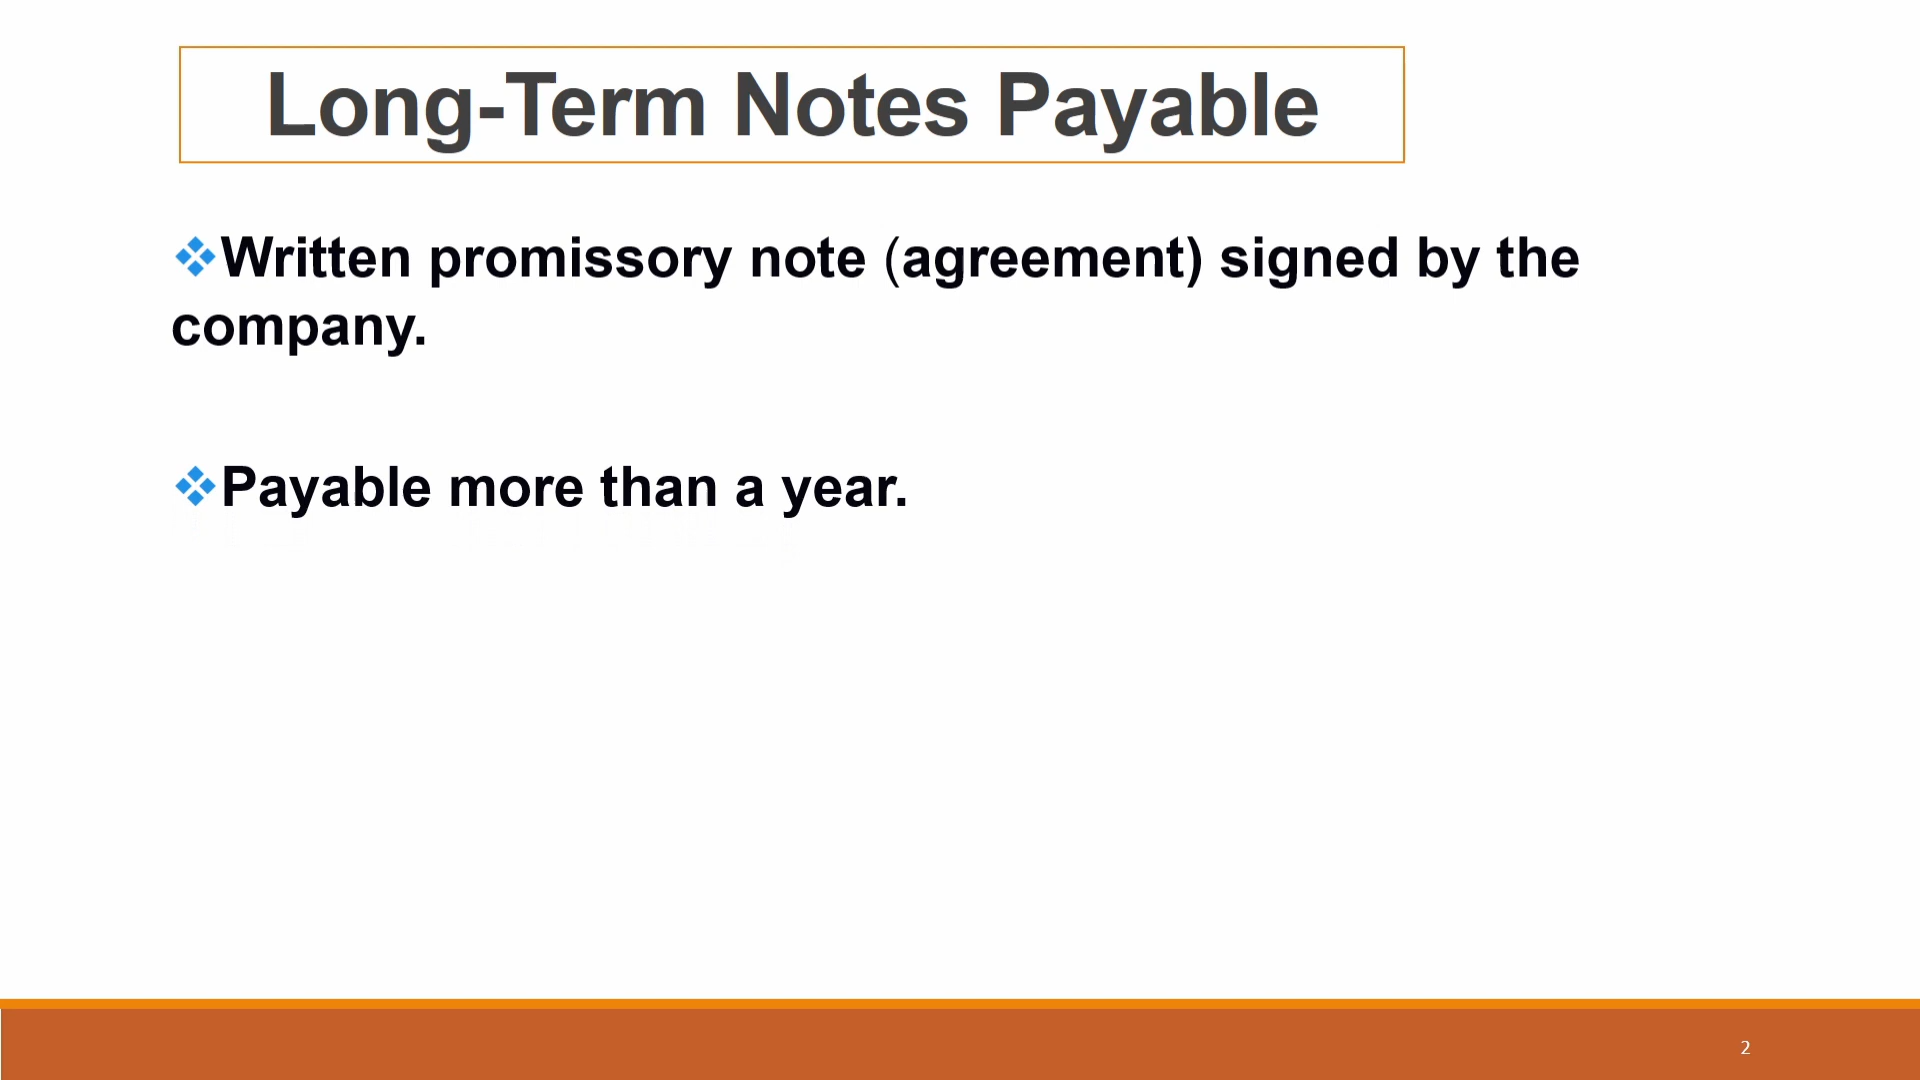 Long-Term Notes Payable
❖Written promissory note (agreement) signed by the
company.
❖Payable more than a year.
2